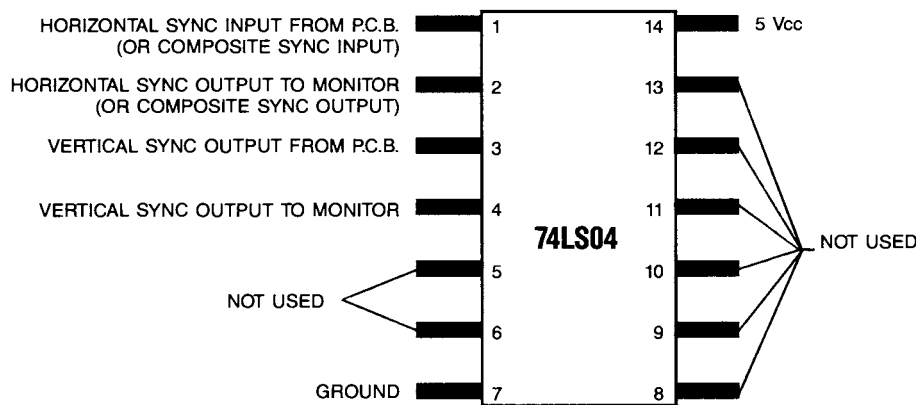 HORIZONTAL SYNC INPUT FROM P.C.B.
(OR COMPOSITE SYNC INPUT)
HORIZONTAL SYNC OUTPUT TO MONITOR
(OR COMPOSITE SYNC OUTPUT)
VERTICAL SYNC OUTPUT FROM P.C.B.
VERTICAL SYNC OUTPUT TO MONITOR
NOT USED
GROUND
1
2
3
4
5
6
7
74LS04
14
13
12
11
10
9
8
5 Vcc
NOT USED